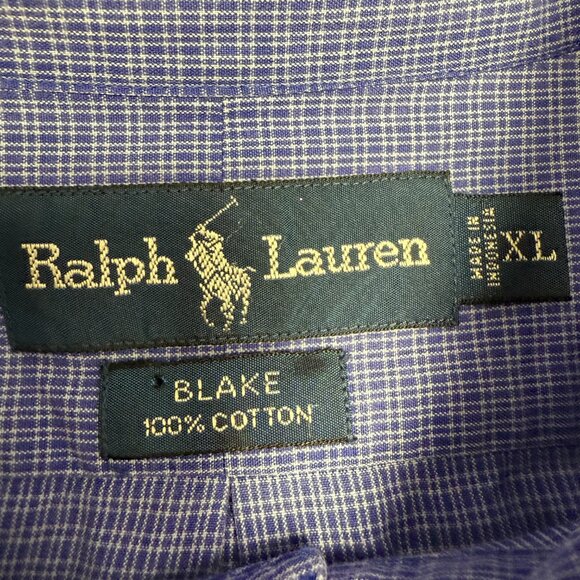 Ralph Lauren
MADE IN
INDONESIA
XL
BLAKE
100% COTTON